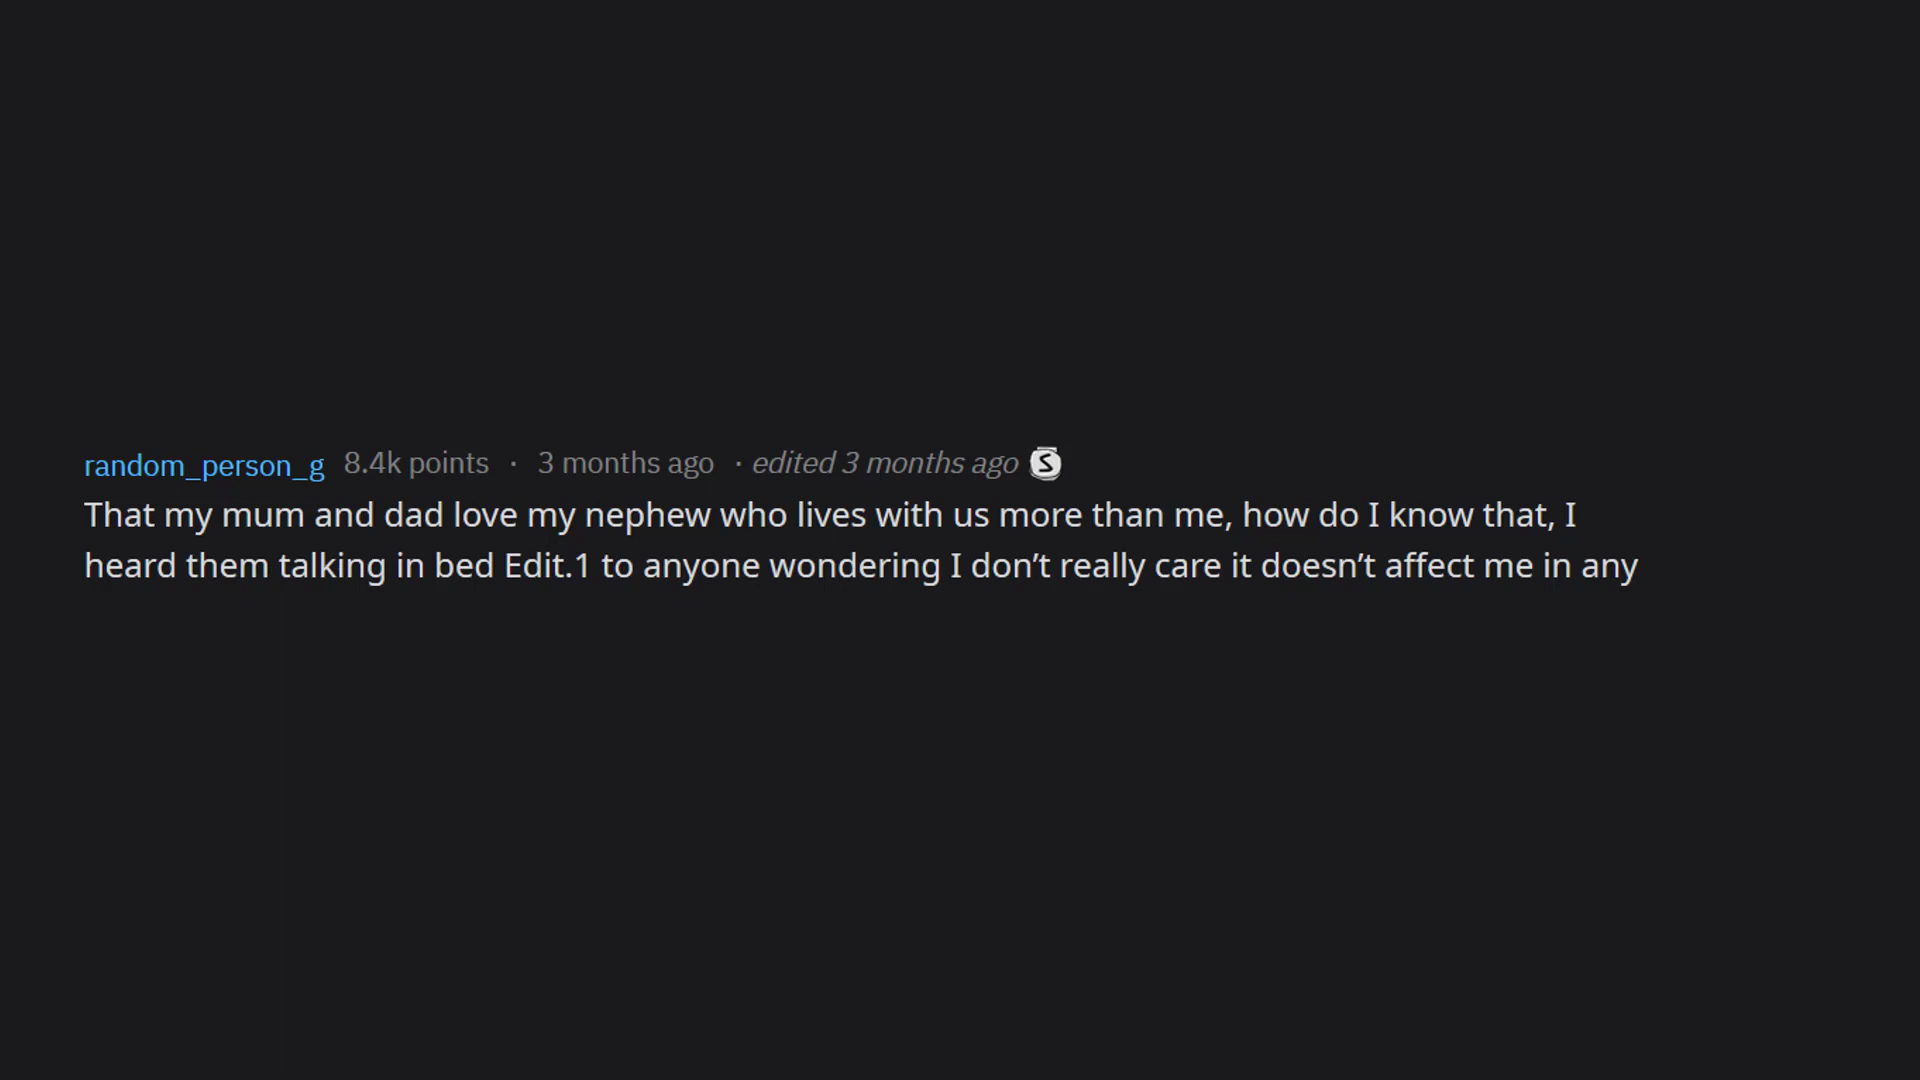 random_person_g 8.4k points · 3 months ago · edited 3 months ago S
That my mum and dad love my nephew who lives with us more than me, how do I know that, I
heard them talking in bed Edit.1 to anyone wondering I don’t really care it doesn’t affect me in any